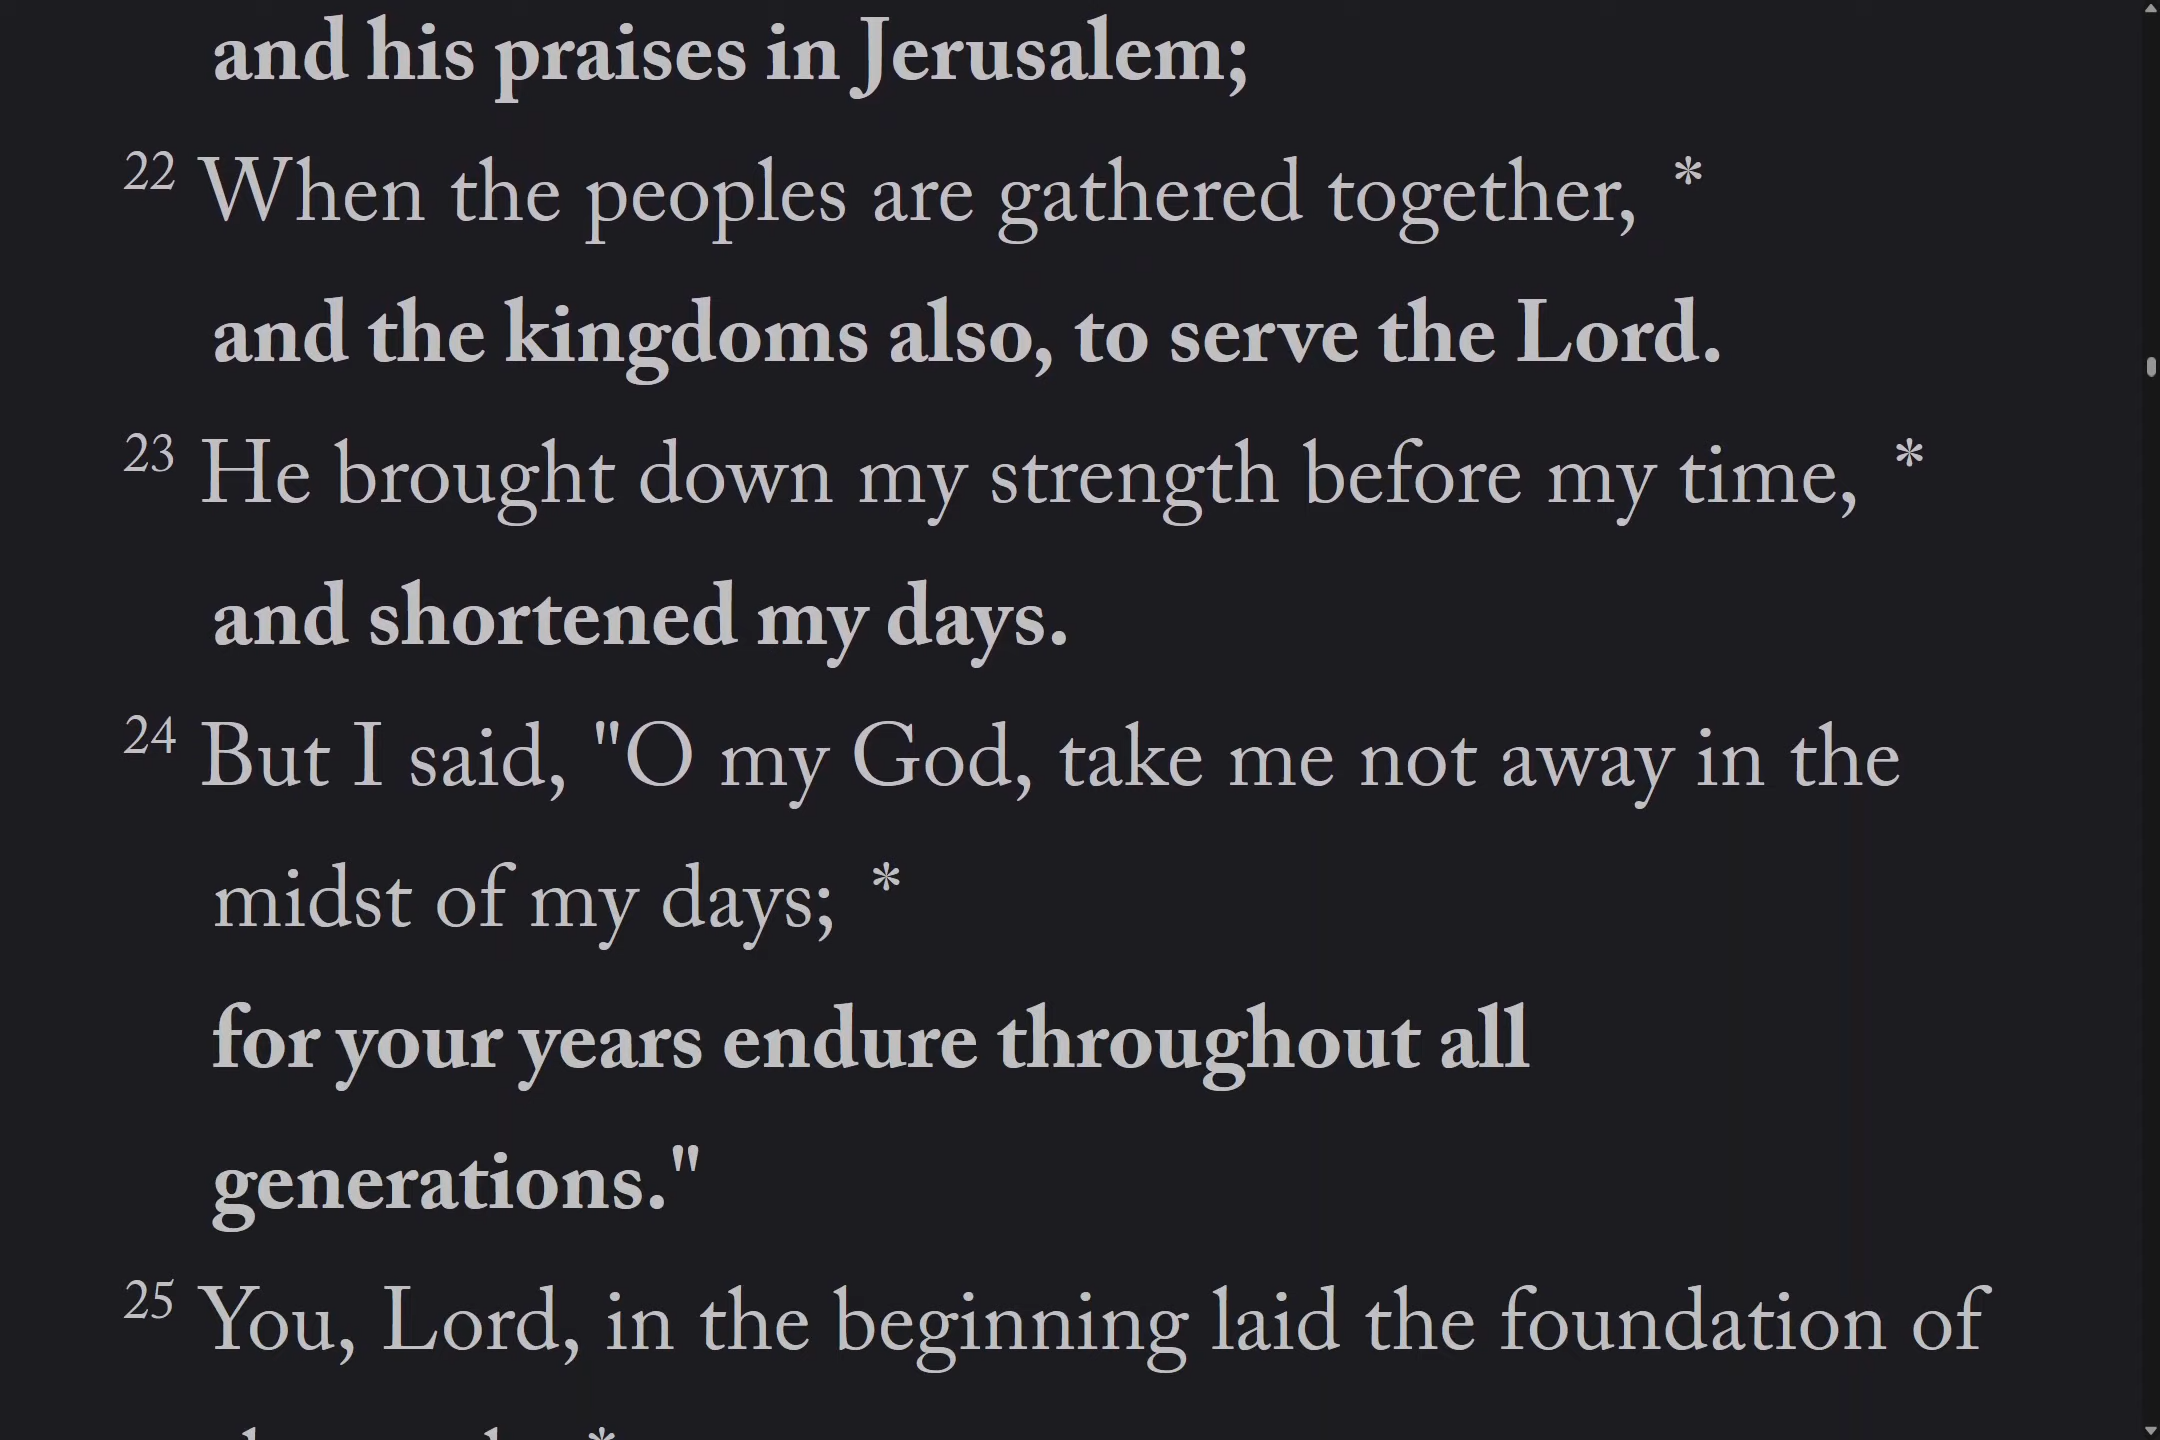 and his praises in Jerusalem;
22 When the peoples are gathered together, *
and the kingdoms also, to serve the Lord.
23 He brought down my strength before my time, *
and shortened my days.
24 But I said, "O my God, take me not away in the
midst of my days; *
for your years endure throughout all
generations."
25 You, Lord, in the beginning laid the foundation of